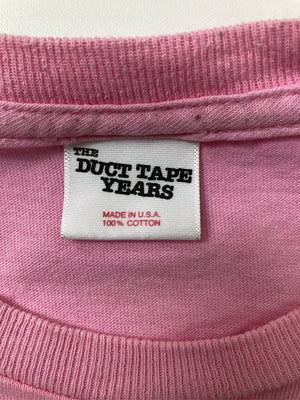 THE
DUCT TAPE
YEARS
MADE IN U.S.A.
100% COTTON